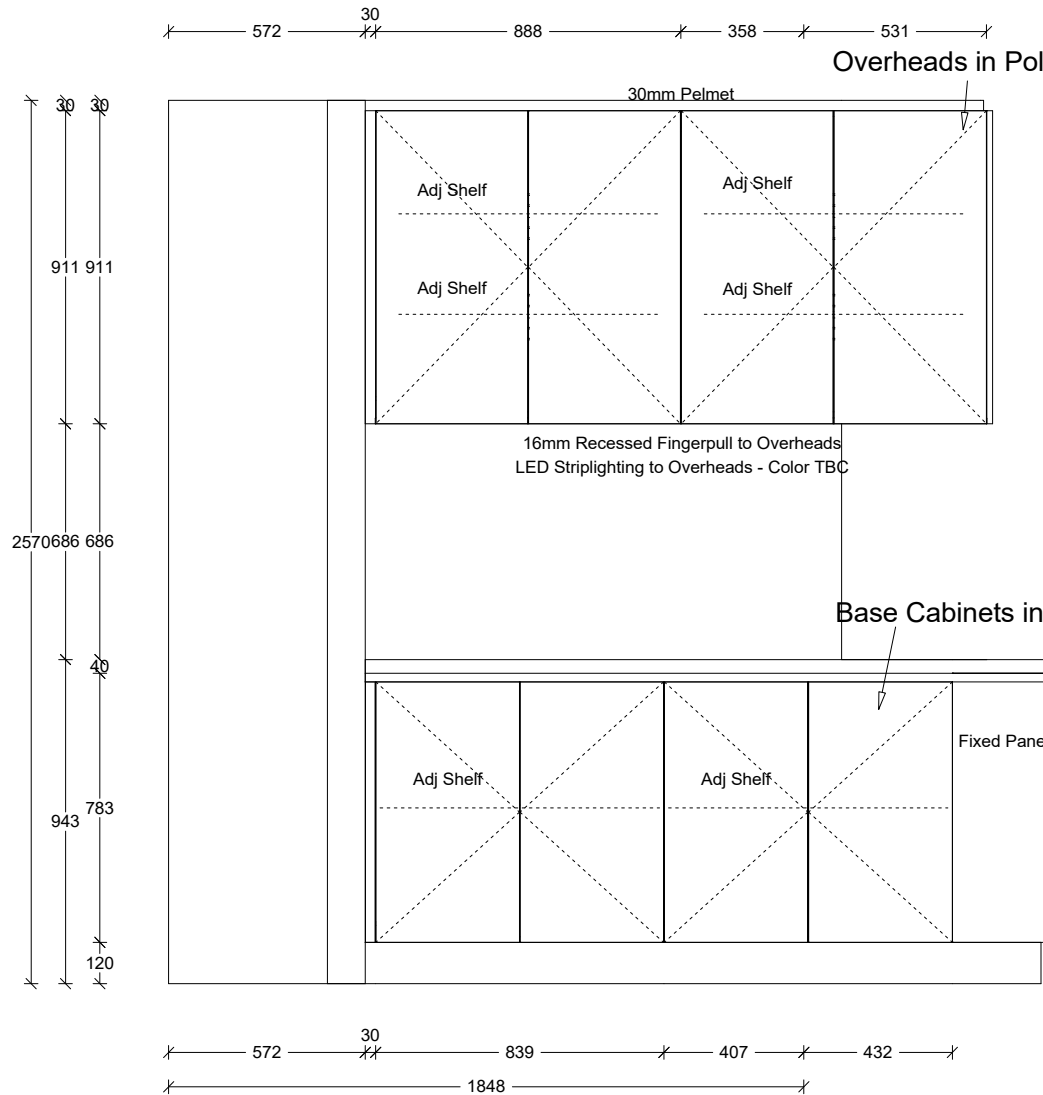 30
572
888
358
531
Overheads in Pol
30
30
30mm Pelmet
Adj Shelf
Adj Shelf
911
911
Adj Shelf
Adj Shelf
16mm Recessed Fingerpull to Overheads
LED Striplighting to Overheads - Color TBC
2570
686
686
Base Cabinets in
40
Fixed Pane
Adj Shelf
Adj Shelf
783
943
120
30
572
839
407
432
1848